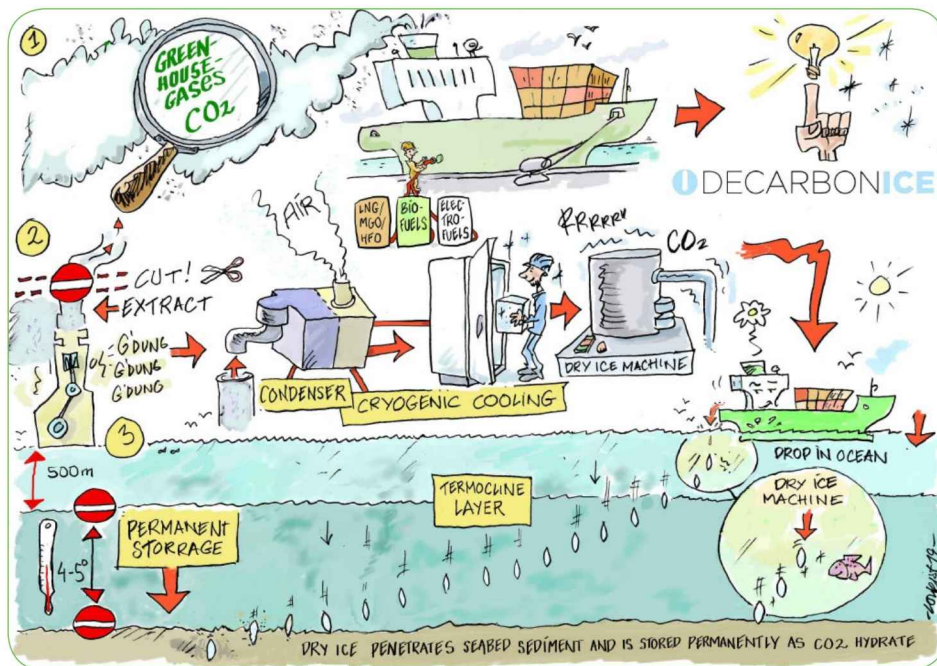 1
GREEN-
HOUSE-
GASES
CO2
DECARBONICE
LNG/
MGO/
HFO
BIO-
FUELS
ELEC
TRO-
FUELS
2
CUT!
EXTRACT
G'DUNG
G'DUNG
G'DUNG
AIR
CONDENSER
CRYOGENIC COOLING
RRRRRR
CO2
DRY ICE MACHINE
3
500m
DROP IN OCEAN
DRY ICE
MACHINE
TERMOCLINE
LAYER
PERMANENT
STORRAGE
4-5°
DRY ICE PENETRATES SEABED SEDIMENT AND IS STORED PERMANENTLY AS CO2 HYDRATE